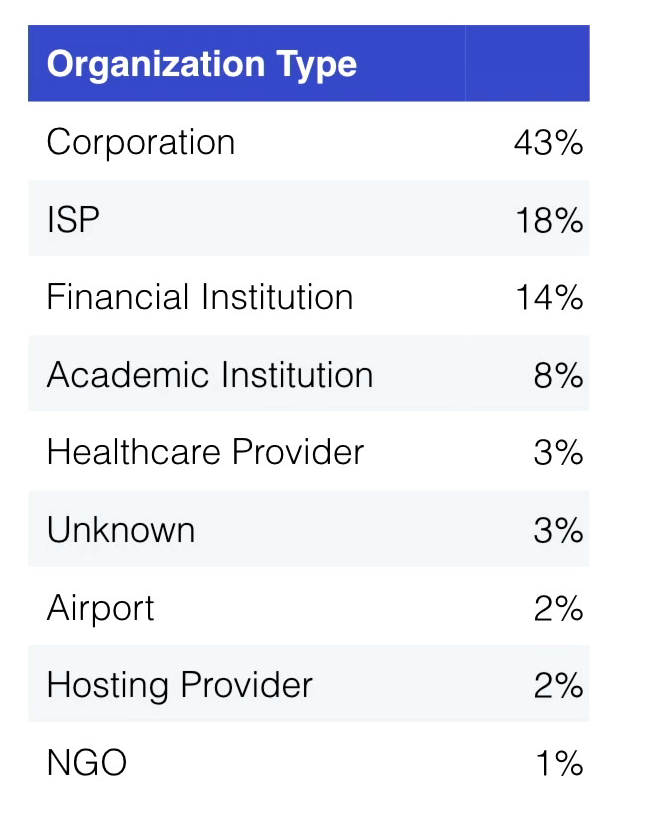 Organization Type
Corporation 43%
ISP 18%
Financial Institution 14%
Academic Institution 8%
Healthcare Provider 3%
Unknown 3%
Airport 2%
Hosting Provider 2%
NGO 1%